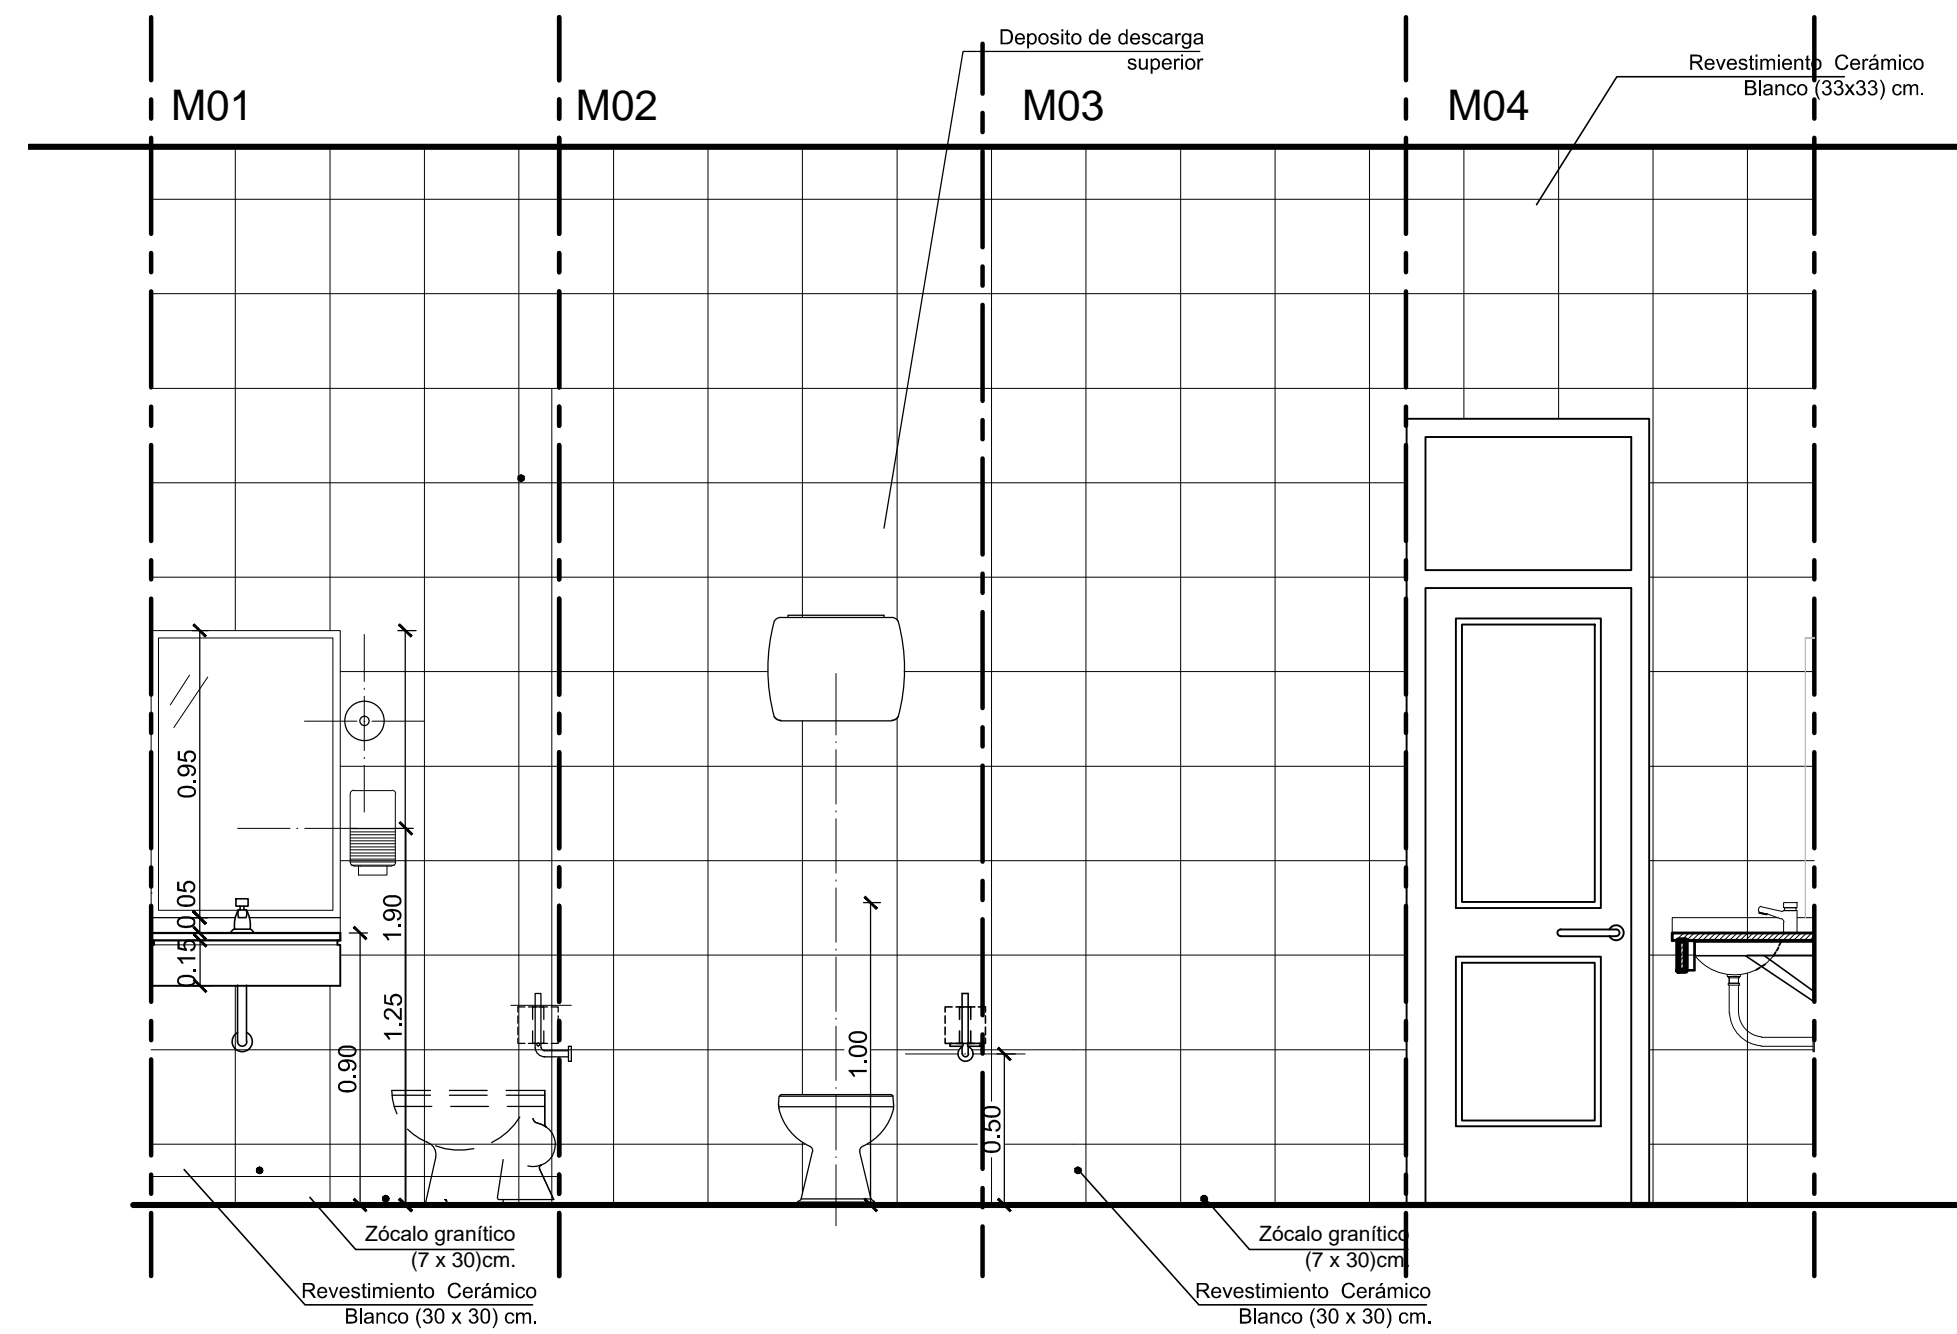 Deposito de descarga
superior
Revestimiento Cerámico
Blanco (33x33) cm.
M01
M02
M03
M04
0.95
0.05
0.15
1.90
1.25
0.90
1.00
0.50
Zócalo granítico
(7 x 30)cm.
Revestimiento Cerámico
Blanco (30 x 30) cm.
Zócalo granítico
(7 x 30)cm.
Revestimiento Cerámico
Blanco (30 x 30) cm.